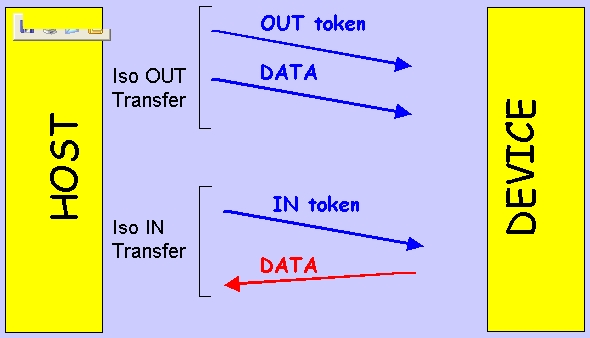 OUT token
DATA
Iso OUT
Transfer
HOST
DEVICE
IN token
Iso IN
Transfer
DATA